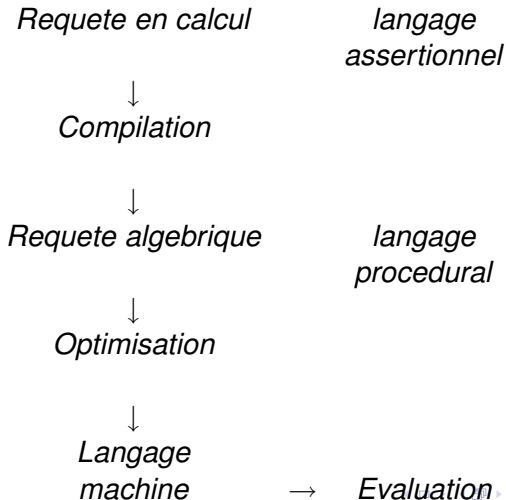 Requete en calcul langage
assertionnel
↓
Compilation
↓
Requete algebrique langage
procedural
↓
Optimisation
↓
Langage
machine → Evaluation